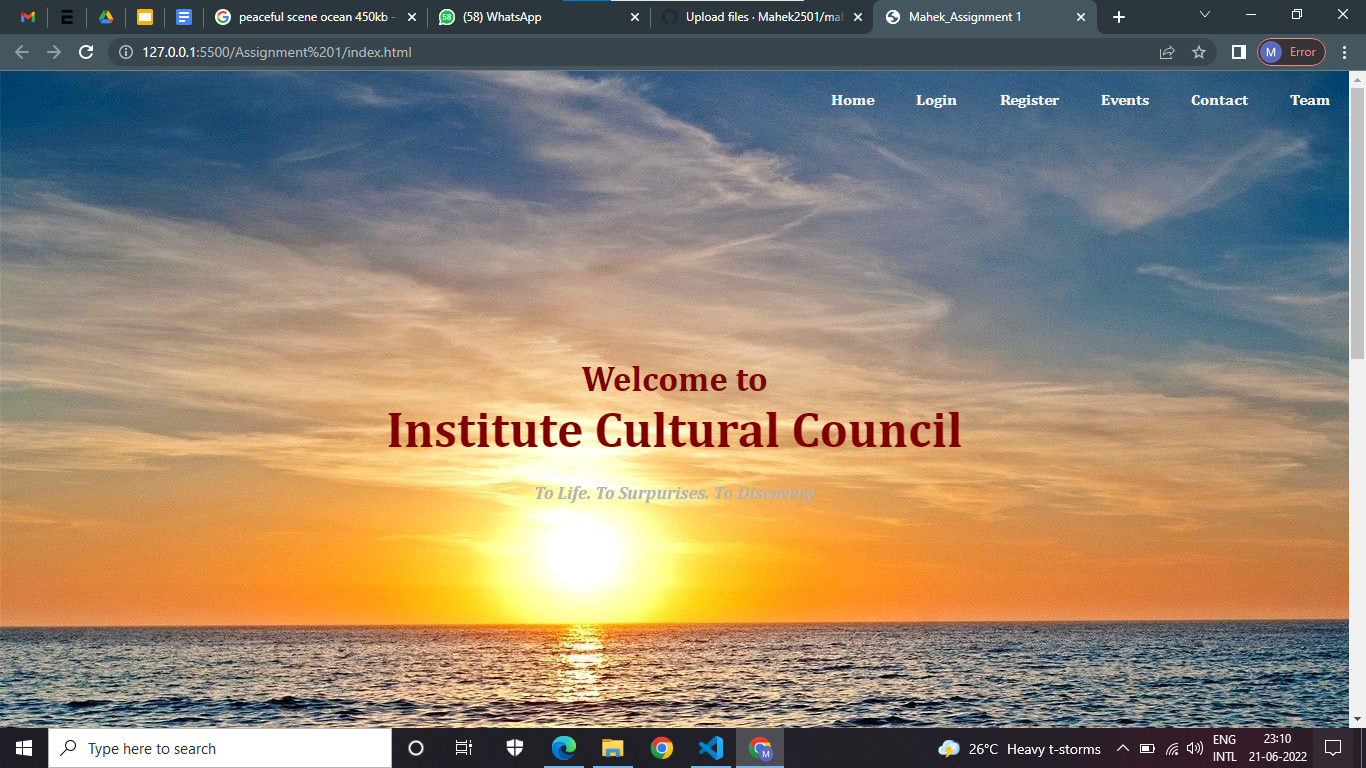 peaceful scene ocean 450kb -
58
(58) WhatsApp
Upload files · Mahek2501/mah
Mahek_Assignment 1
127.0.0.1:5500/Assignment%201/index.html
M
Error
Home Login Register Events Contact Team
Welcome to
Institute Cultural Council
To Life. To Surpurises. To Discovery
Type here to search
M
26°C Heavy t-storms
ENG
INTL
23:10
21-06-2022